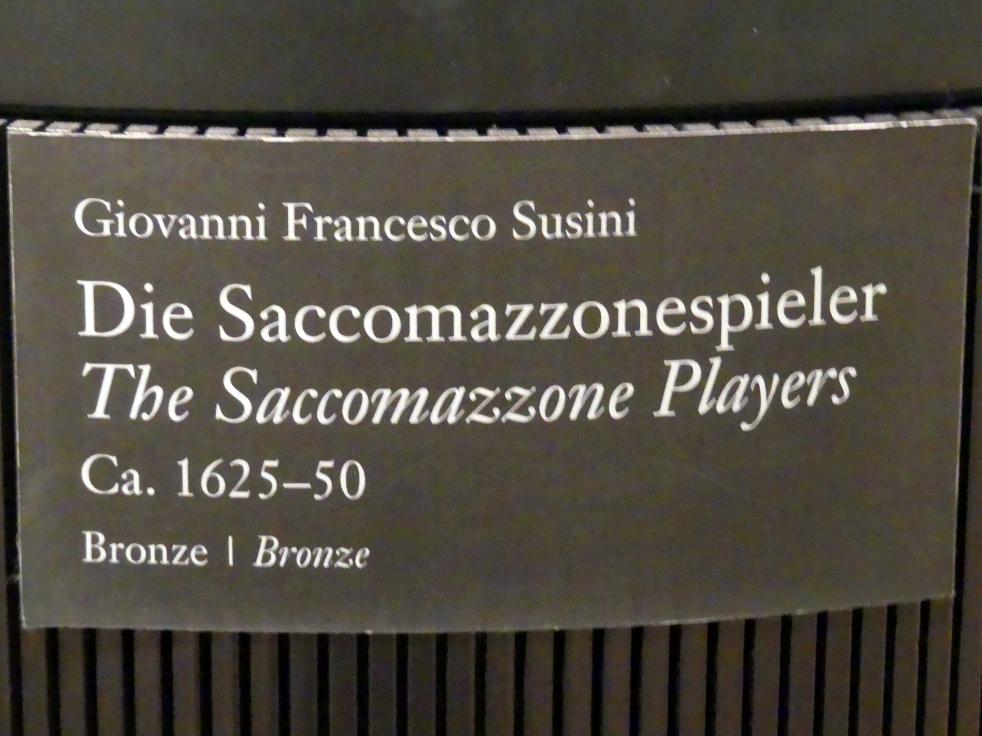 Giovanni Francesco Susini
Die Saccomazzonespieler
The Saccomazzone Players
Ca. 1625–50
Bronze | Bronze